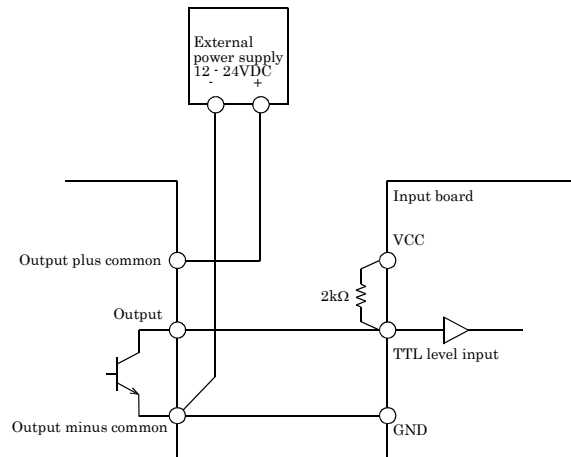 External
power supply
12 - 24VDC
- +
Input board
VCC
Output plus common
2kΩ
Output
TTL level input
Output minus common
GND